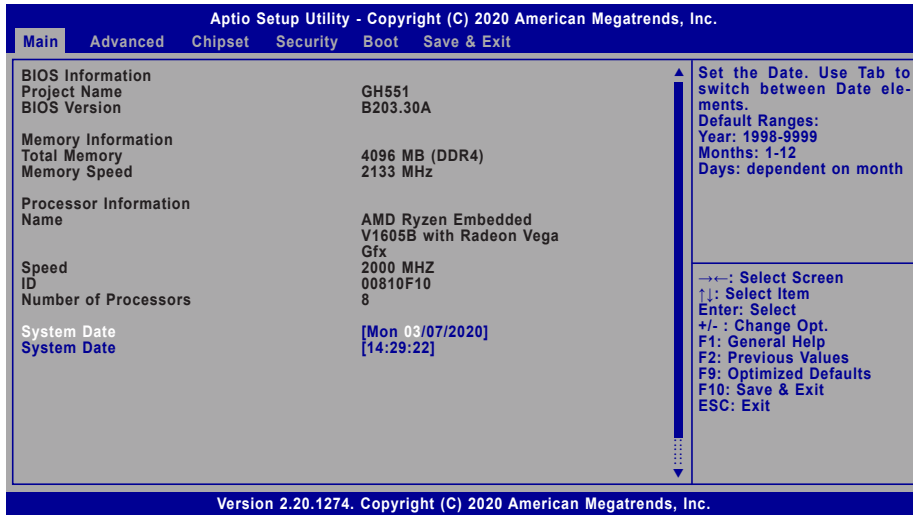 Aptio Setup Utility - Copyright (C) 2020 American Megatrends, Inc.
Main Advanced Chipset Security Boot Save & Exit
BIOS Information
Project Name GH551
BIOS Version B203.30A
Memory Information
Total Memory 4096 MB (DDR4)
Memory Speed 2133 MHz
Processor Information
Name AMD Ryzen Embedded
V1605B with Radeon Vega
Gfx
Speed 2000 MHZ
ID 00810F10
Number of Processors 8
System Date [Mon 03/07/2020]
System Date [14:29:22]
Set the Date. Use Tab to
switch between Date ele-
ments.
Default Ranges:
Year: 1998-9999
Months: 1-12
Days: dependent on month
→←: Select Screen
↑↓: Select Item
Enter: Select
+/- : Change Opt.
F1: General Help
F2: Previous Values
F9: Optimized Defaults
F10: Save & Exit
ESC: Exit
Version 2.20.1274. Copyright (C) 2020 American Megatrends, Inc.